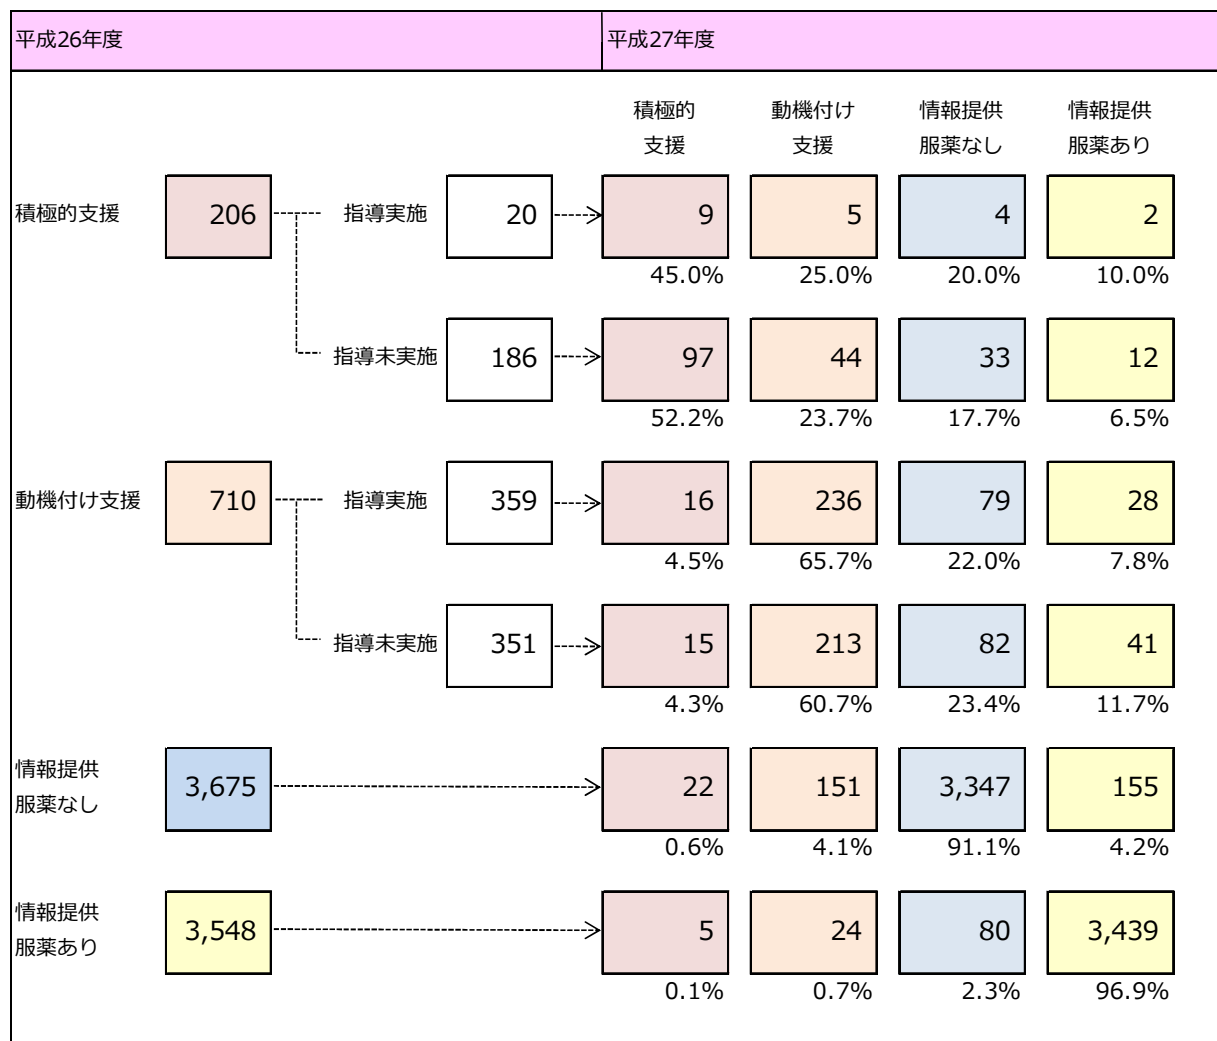 平成26年度 平成27年度
積極的 動機付け 情報提供 情報提供
支援 支援 服薬なし 服薬あり
積極的支援 206 指導実施 20 9 5 4 2
45.0% 25.0% 20.0% 10.0%
指導未実施 186 97 44 33 12
52.2% 23.7% 17.7% 6.5%
動機付け支援 710 指導実施 359 16 236 79 28
4.5% 65.7% 22.0% 7.8%
指導未実施 351 15 213 82 41
4.3% 60.7% 23.4% 11.7%
情報提供
服薬なし 3,675 22 151 3,347 155
0.6% 4.1% 91.1% 4.2%
情報提供
服薬あり 3,548 5 24 80 3,439
0.1% 0.7% 2.3% 96.9%